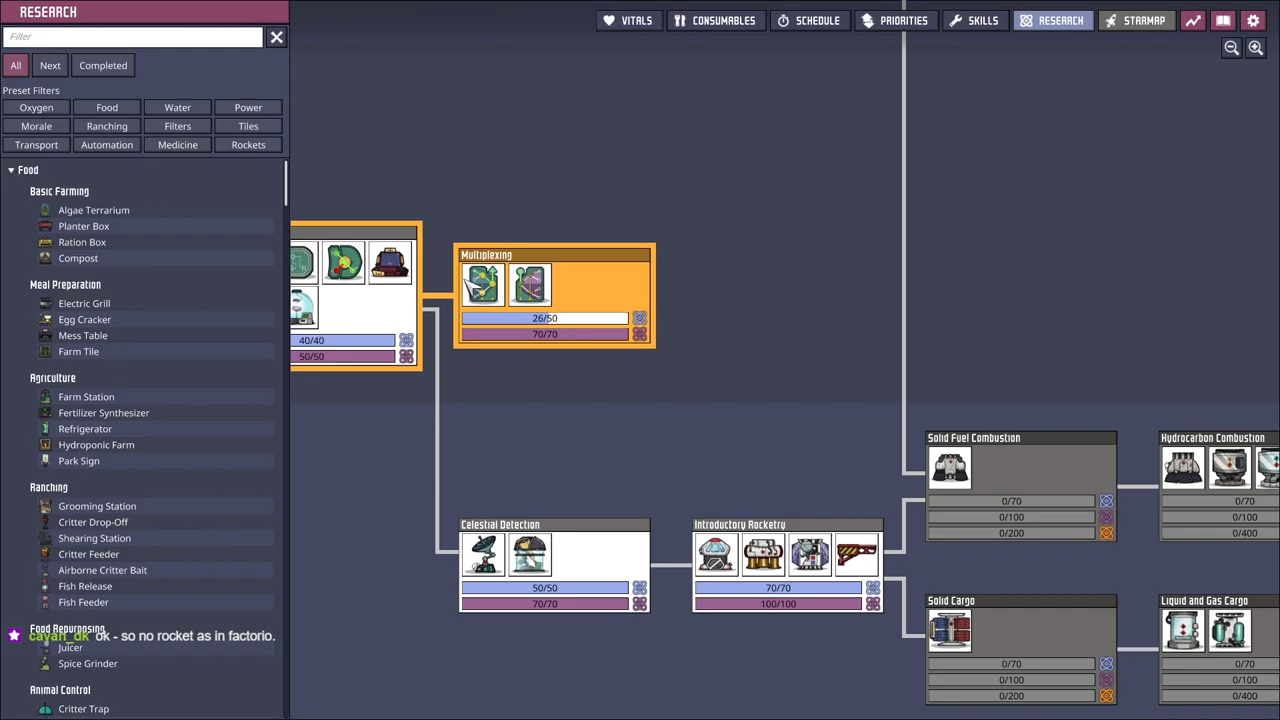 RESEARCH
VITALS
CONSUMABLES
SCHEDULE
PRIORITIES
SKILLS
RESEARCH
STARMAP
Filter
All
Next
Completed
Preset Filters
Oxygen
Food
Water
Power
Morale
Ranching
Filters
Tiles
Transport
Automation
Medicine
Rockets
Food
Basic Farming
Algae Terrarium
Planter Box
Ration Box
Compost
Meal Preparation
Electric Grill
Egg Cracker
Mess Table
Farm Tile
Agriculture
Farm Station
Fertilizer Synthesizer
Refrigerator
Hydroponic Farm
Park Sign
Ranching
Grooming Station
Critter Drop-Off
Shearing Station
Critter Feeder
Airborne Critter Bait
Fish Release
Fish Feeder
Food Repurposing
cayan_dk ok - so no rocket as in factorio.
Juicer
Spice Grinder
Animal Control
Critter Trap
40/40
50/50
Multiplexing
26/50
70/70
Celestial Detection
50/50
70/70
Introductory Rocketry
70/70
100/100
Solid Fuel Combustion
0/70
0/100
0/200
Hydrocarbon Combustion
0/70
0/100
0/400
Solid Cargo
0/70
0/100
0/200
Liquid and Gas Cargo
0/70
0/100
0/400